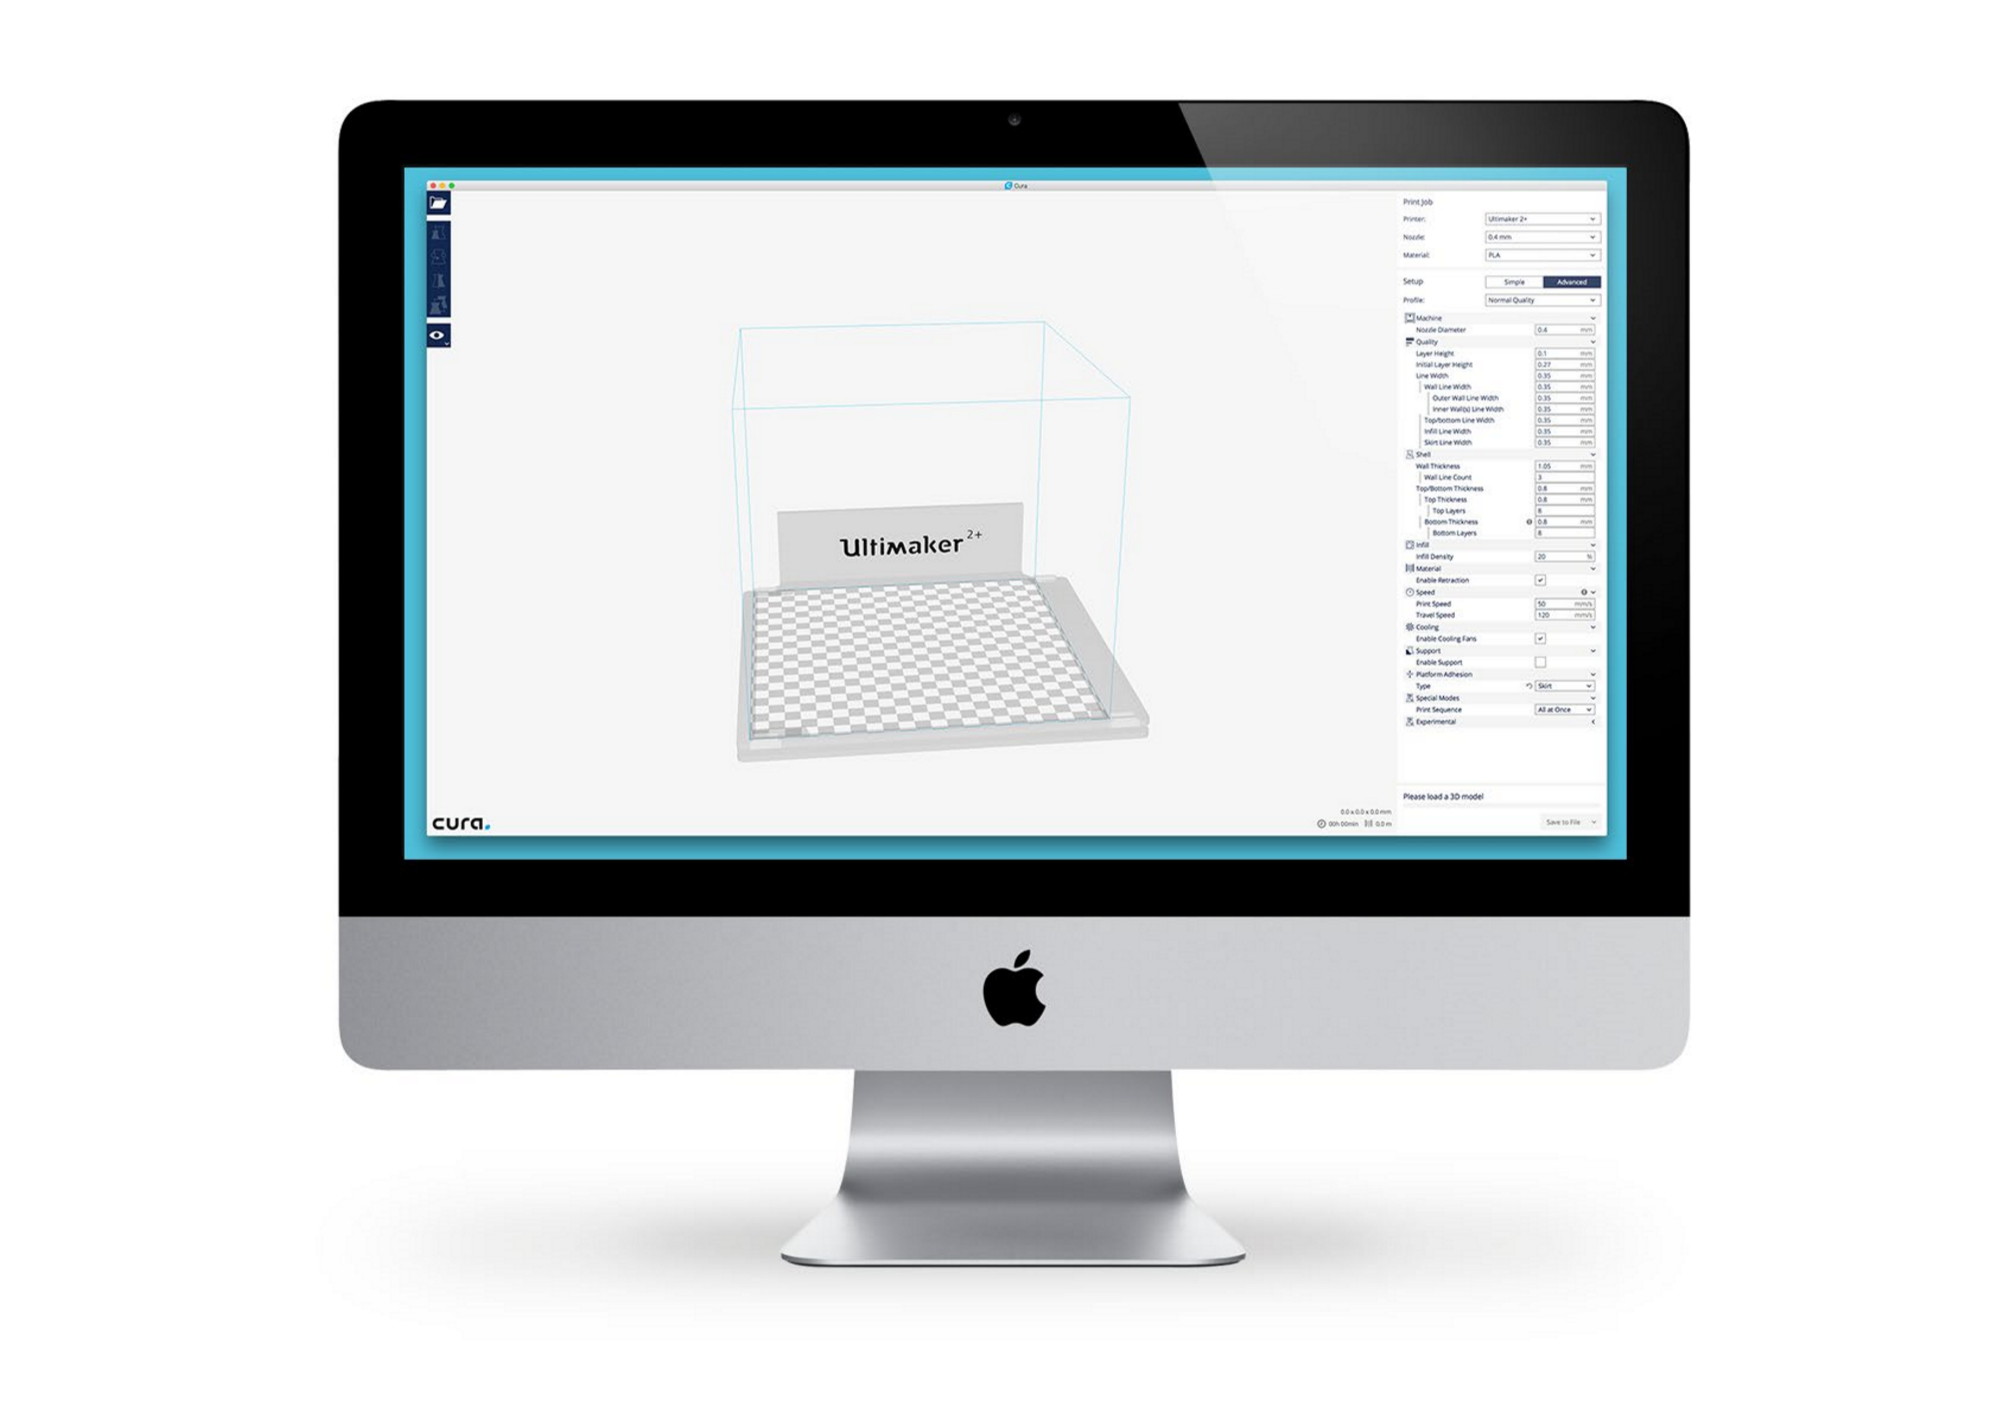 Cura
Print Job
Printer: Ultimaker 2+
Nozzle: 0.4 mm
Material: PLA
Setup Simple Advanced
Profile: Normal Quality
Machine
Nozzle Diameter 0.4 mm
Quality
Layer Height 0.1 mm
Initial Layer Height 0.27 mm
Line Width 0.35 mm
Wall Line Width 0.35 mm
Outer Wall Line Width 0.35 mm
Inner Wall(s) Line Width 0.35 mm
Top/bottom Line Width 0.35 mm
Infill Line Width 0.35 mm
Skirt Line Width 0.35 mm
Shell
Wall Thickness 1.05 mm
Wall Line Count 3
Top/Bottom Thickness 0.8 mm
Top Thickness 0.8 mm
Top Layers 8
Bottom Thickness 0.8 mm
Bottom Layers 8
Infill
Infill Density 20 %
Material
Enable Retraction
Speed
Print Speed 50 mm/s
Travel Speed 120 mm/s
Cooling
Enable Cooling Fans
Support
Enable Support
Platform Adhesion
Type Skirt
Special Modes
Print Sequence All at Once
Experimental
Please load a 3D model
Save to File
Ultimaker 2+
0.0 x 0.0 x 0.0 mm
00h 00min 0.0 m
cura.